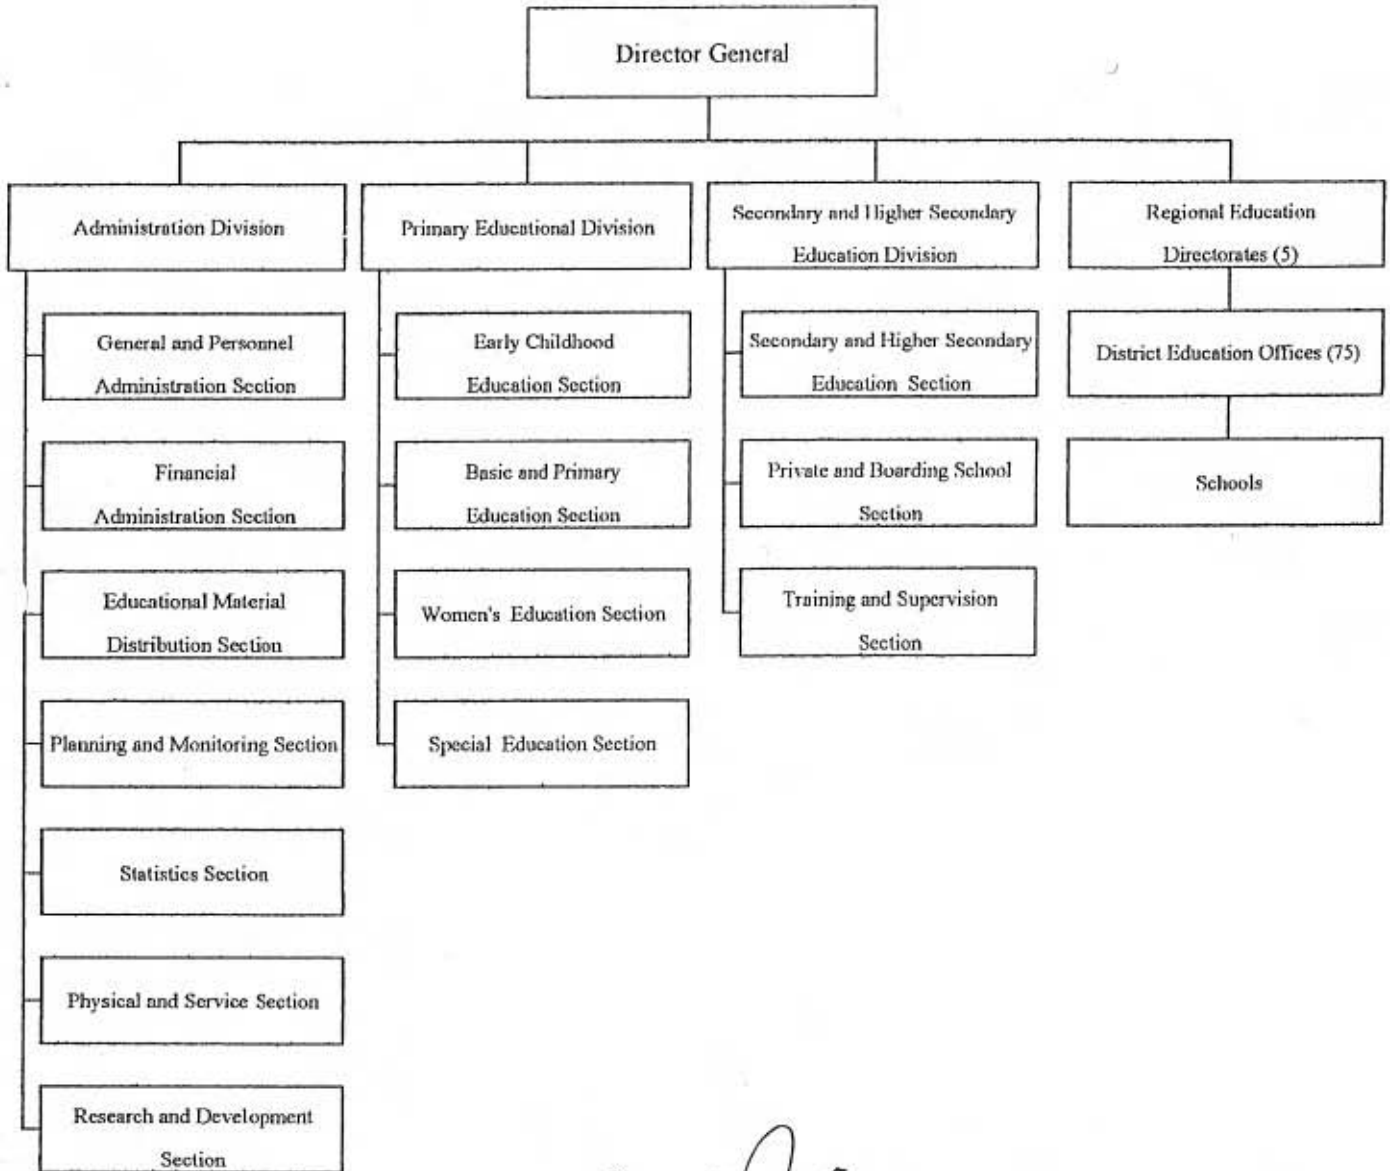 Director General
Administration Division
General and Personnel
Administration Section
Financial
Administration Section
Educational Material
Distribution Section
Planning and Monitoring Section
Statistics Section
Physical and Service Section
Research and Development
Section
Primary Educational Division
Early Childhood
Education Section
Basic and Primary
Education Section
Women's Education Section
Special Education Section
Secondary and Higher Secondary
Education Division
Secondary and Higher Secondary
Education Section
Private and Boarding School
Section
Training and Supervision
Section
Regional Education
Directorates (5)
District Education Offices (75)
Schools